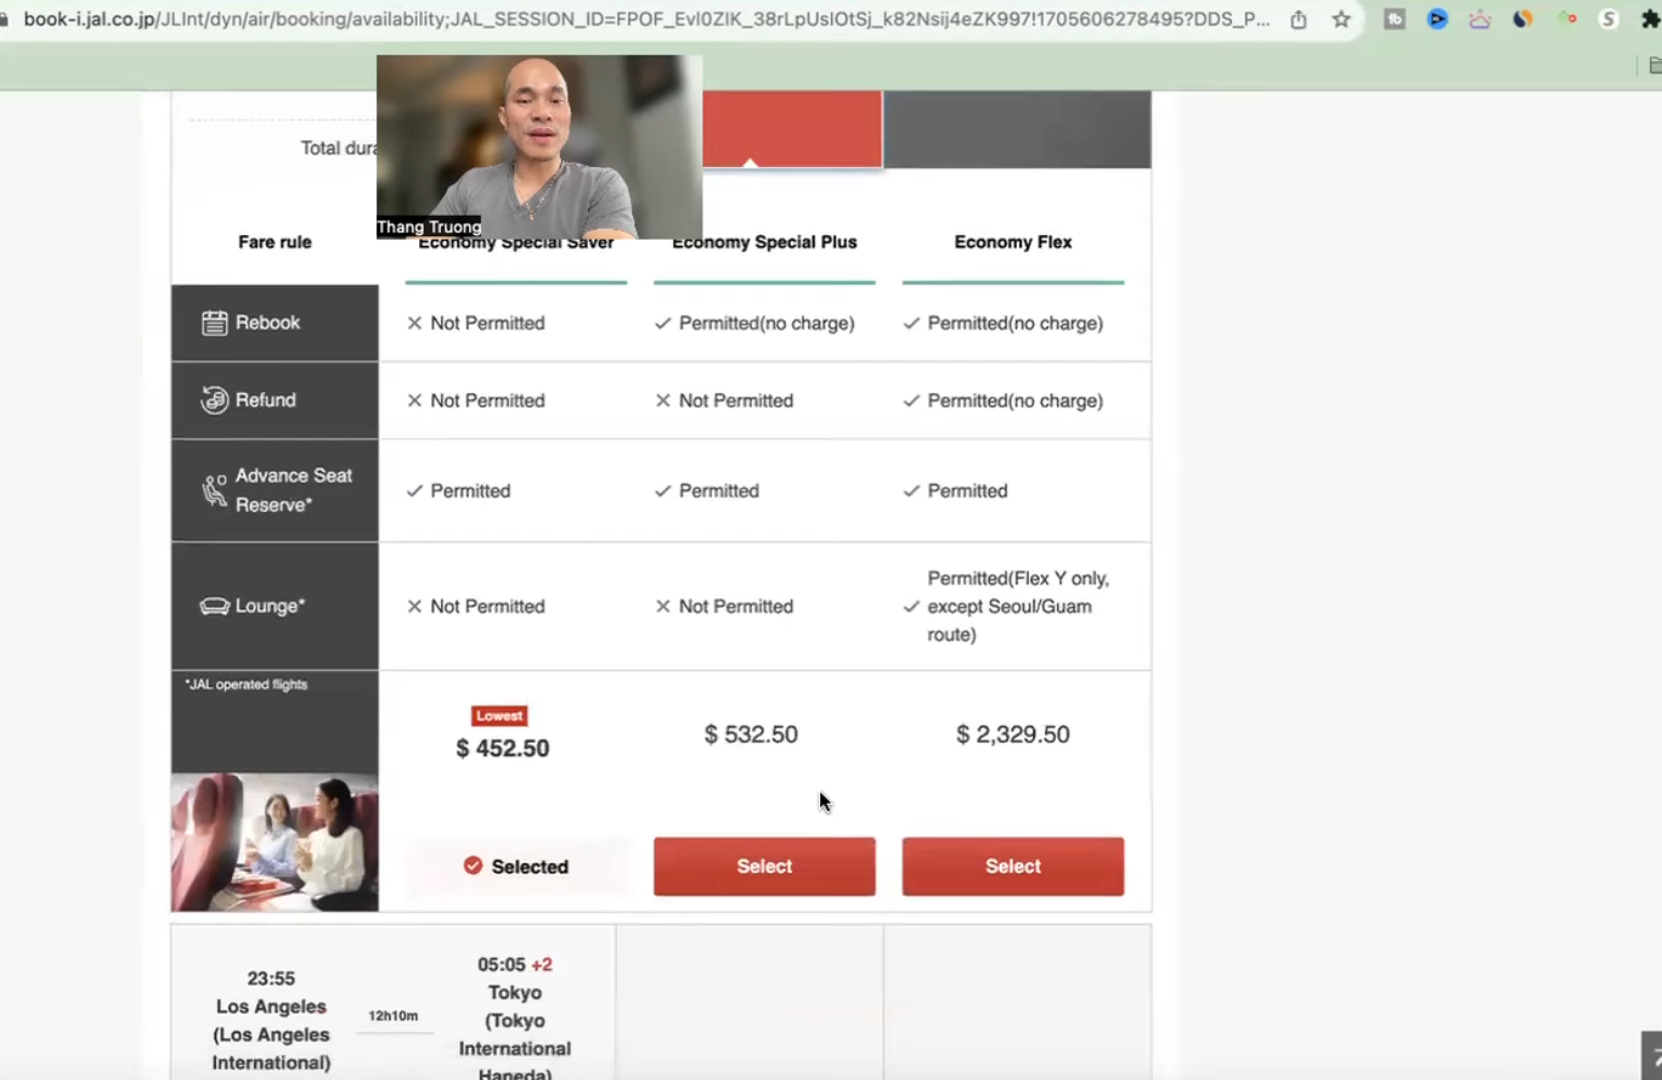 book-i.jal.co.jp/JLInt/dyn/air/booking/availability;JAL_SESSION_ID=FPOF_EvI0ZIK_38rLpUsIOtSj_k82Nsij4eZK997!1705606278495?DDS_P...
Total dura
Thang Truong
Fare rule
Economy Special Saver
Economy Special Plus
Economy Flex
Rebook
Not Permitted
Permitted(no charge)
Permitted(no charge)
Refund
Not Permitted
Not Permitted
Permitted(no charge)
Advance Seat
Reserve*
Permitted
Permitted
Permitted
Lounge*
Not Permitted
Not Permitted
Permitted(Flex Y only,
except Seoul/Guam
route)
*JAL operated flights
Lowest
$ 452.50
$ 532.50
$ 2,329.50
Selected
Select
Select
23:55
Los Angeles
(Los Angeles
International)
12h10m
05:05 +2
Tokyo
(Tokyo
International
Haneda)